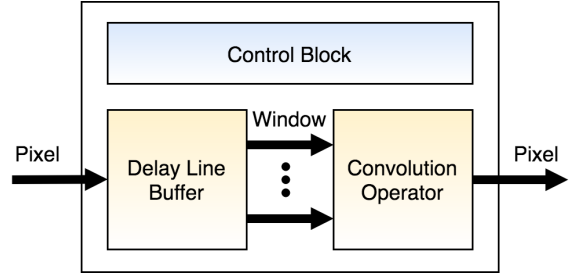 Control Block
Window
Pixel
Delay Line
Buffer
Convolution
Operator
Pixel